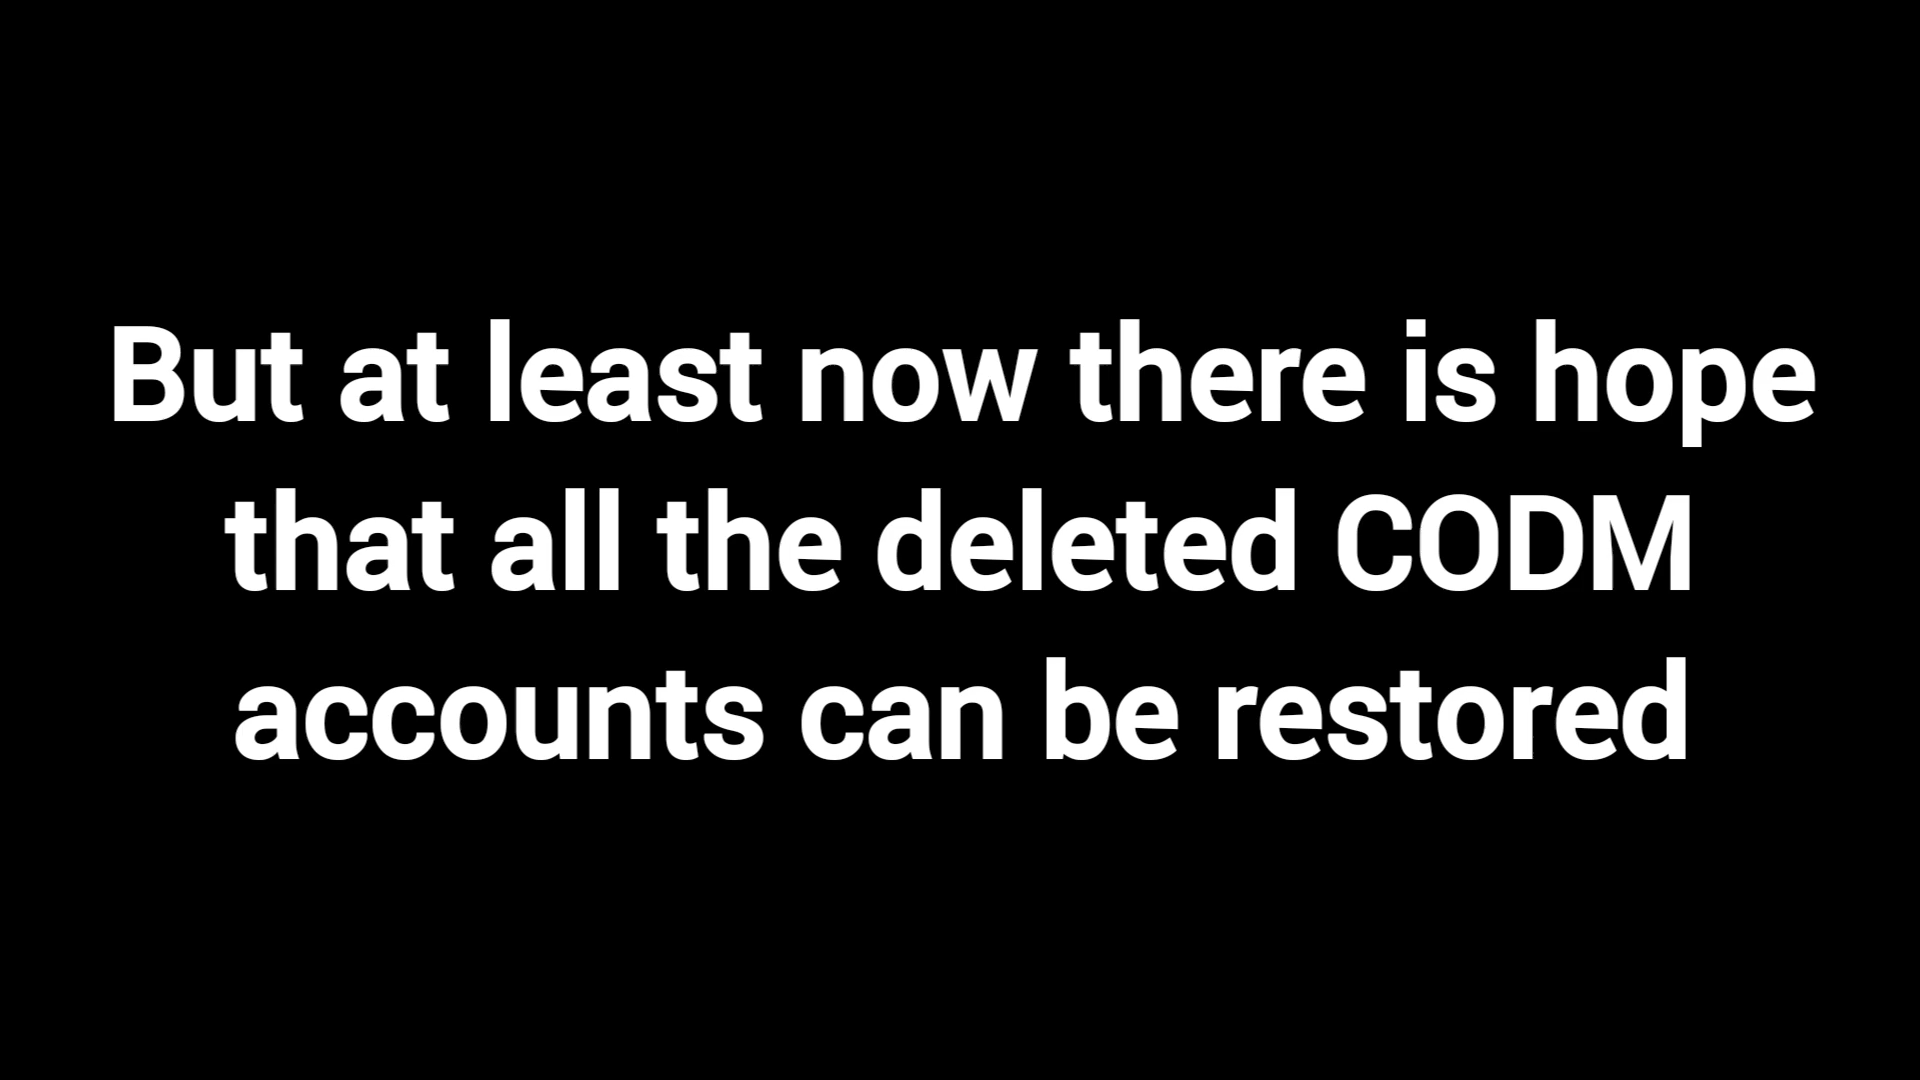 But at least now there is hope
that all the deleted CODM
accounts can be restored